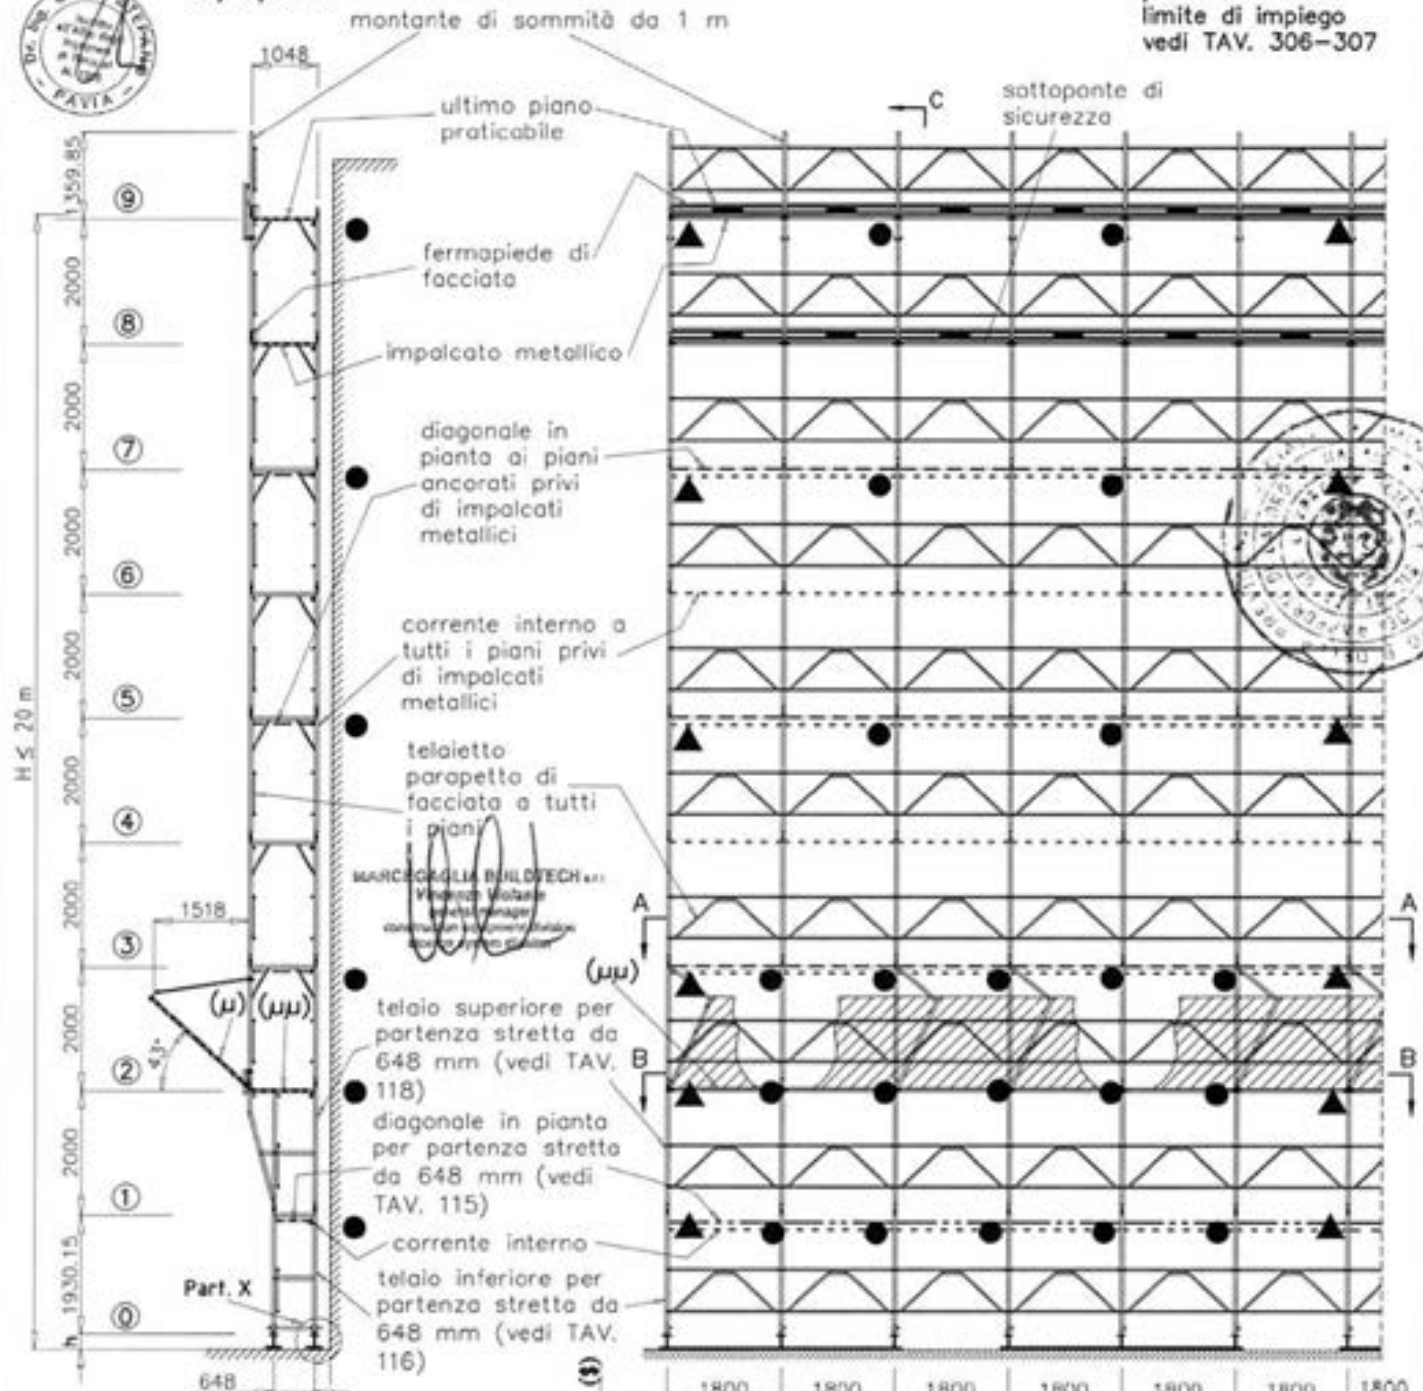 montante di sommità da 1 m
limite di impiego
vedi TAV. 306-307
PAVIA
1048
ultimo piano
praticabile
C
sottoponte di
sicurezza
1359.85
9
fermapiede di
facciata
2000
8
impalcato metallico
2000
diagonale in
pianta ai piani
ancorati privi
di impalcati
metallici
7
2000
6
corrente interno a
tutti i piani privi
di impalcati
metallici
2000
5
H ≤ 20 m
telaietto
parapetto di
facciata a tutti
i piani
2000
4
MARCEGAGLIA BUILDTECH s.r.l.
2000
1518
A
A
3
(μμ)
(μ)
(μμ)
43°
2000
telaio superiore per
partenza stretta da
648 mm (vedi TAV.
118)
B
B
2
diagonale in pianta
per partenza stretta
da 648 mm (vedi
TAV. 115)
2000
1
corrente interno
1930.15
Part. X
telaio inferiore per
partenza stretta da
648 mm (vedi TAV.
116)
0
h
648
($)
1800
1800
1800
1800
1800
1800
1800